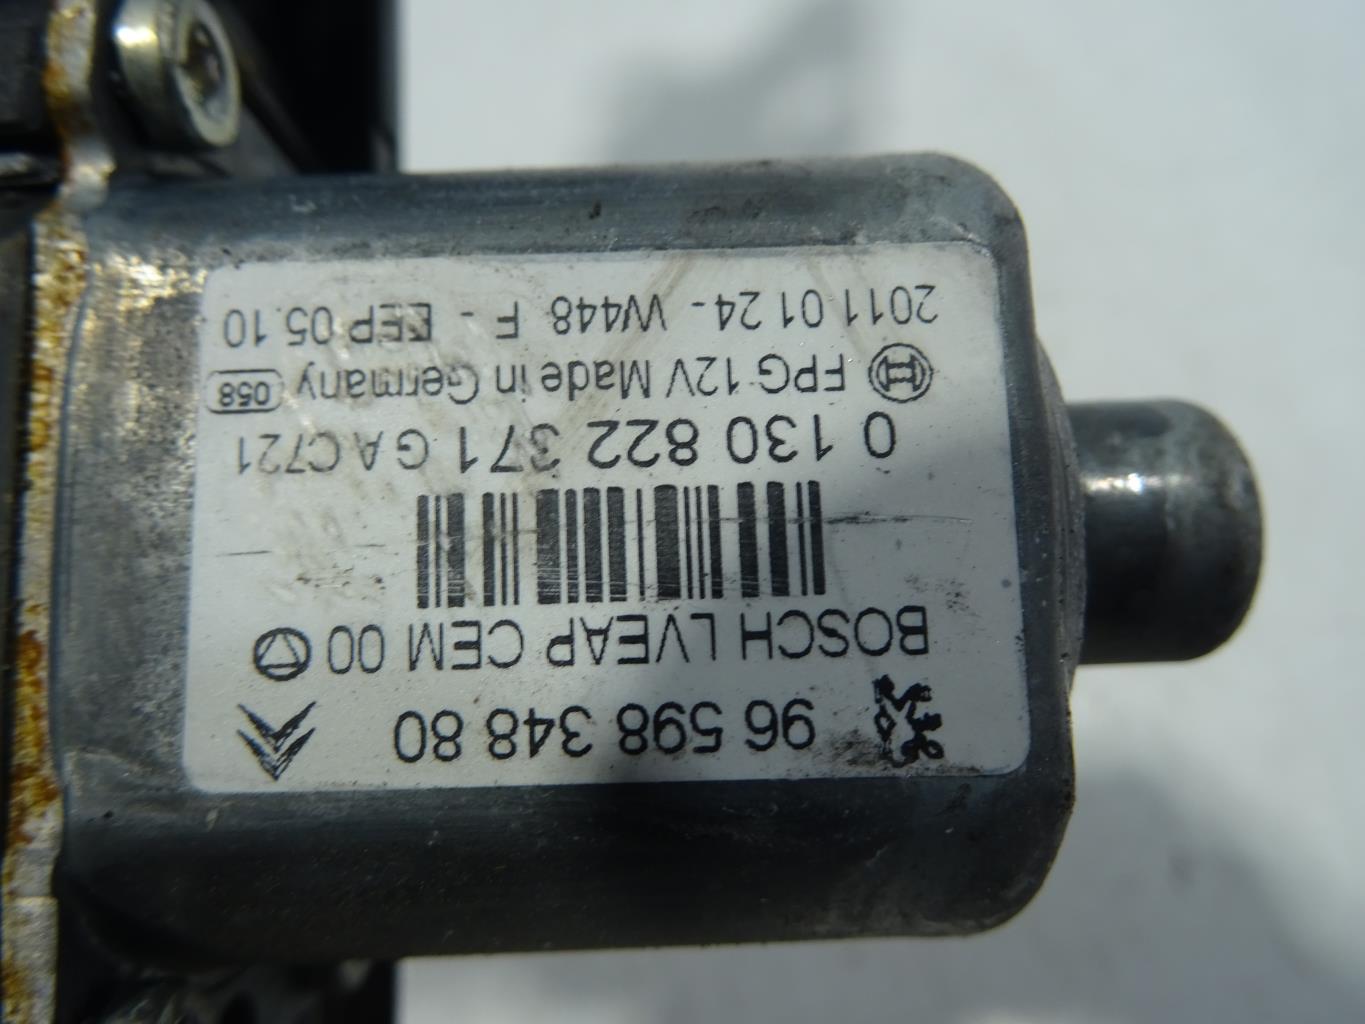 96 598 348 80
BOSCH LVEAP CEM 00
0 130 822 371 G A C721
FPG 12V Made in Germany 058
2011 01 24 - W448 F - EEP 05.10